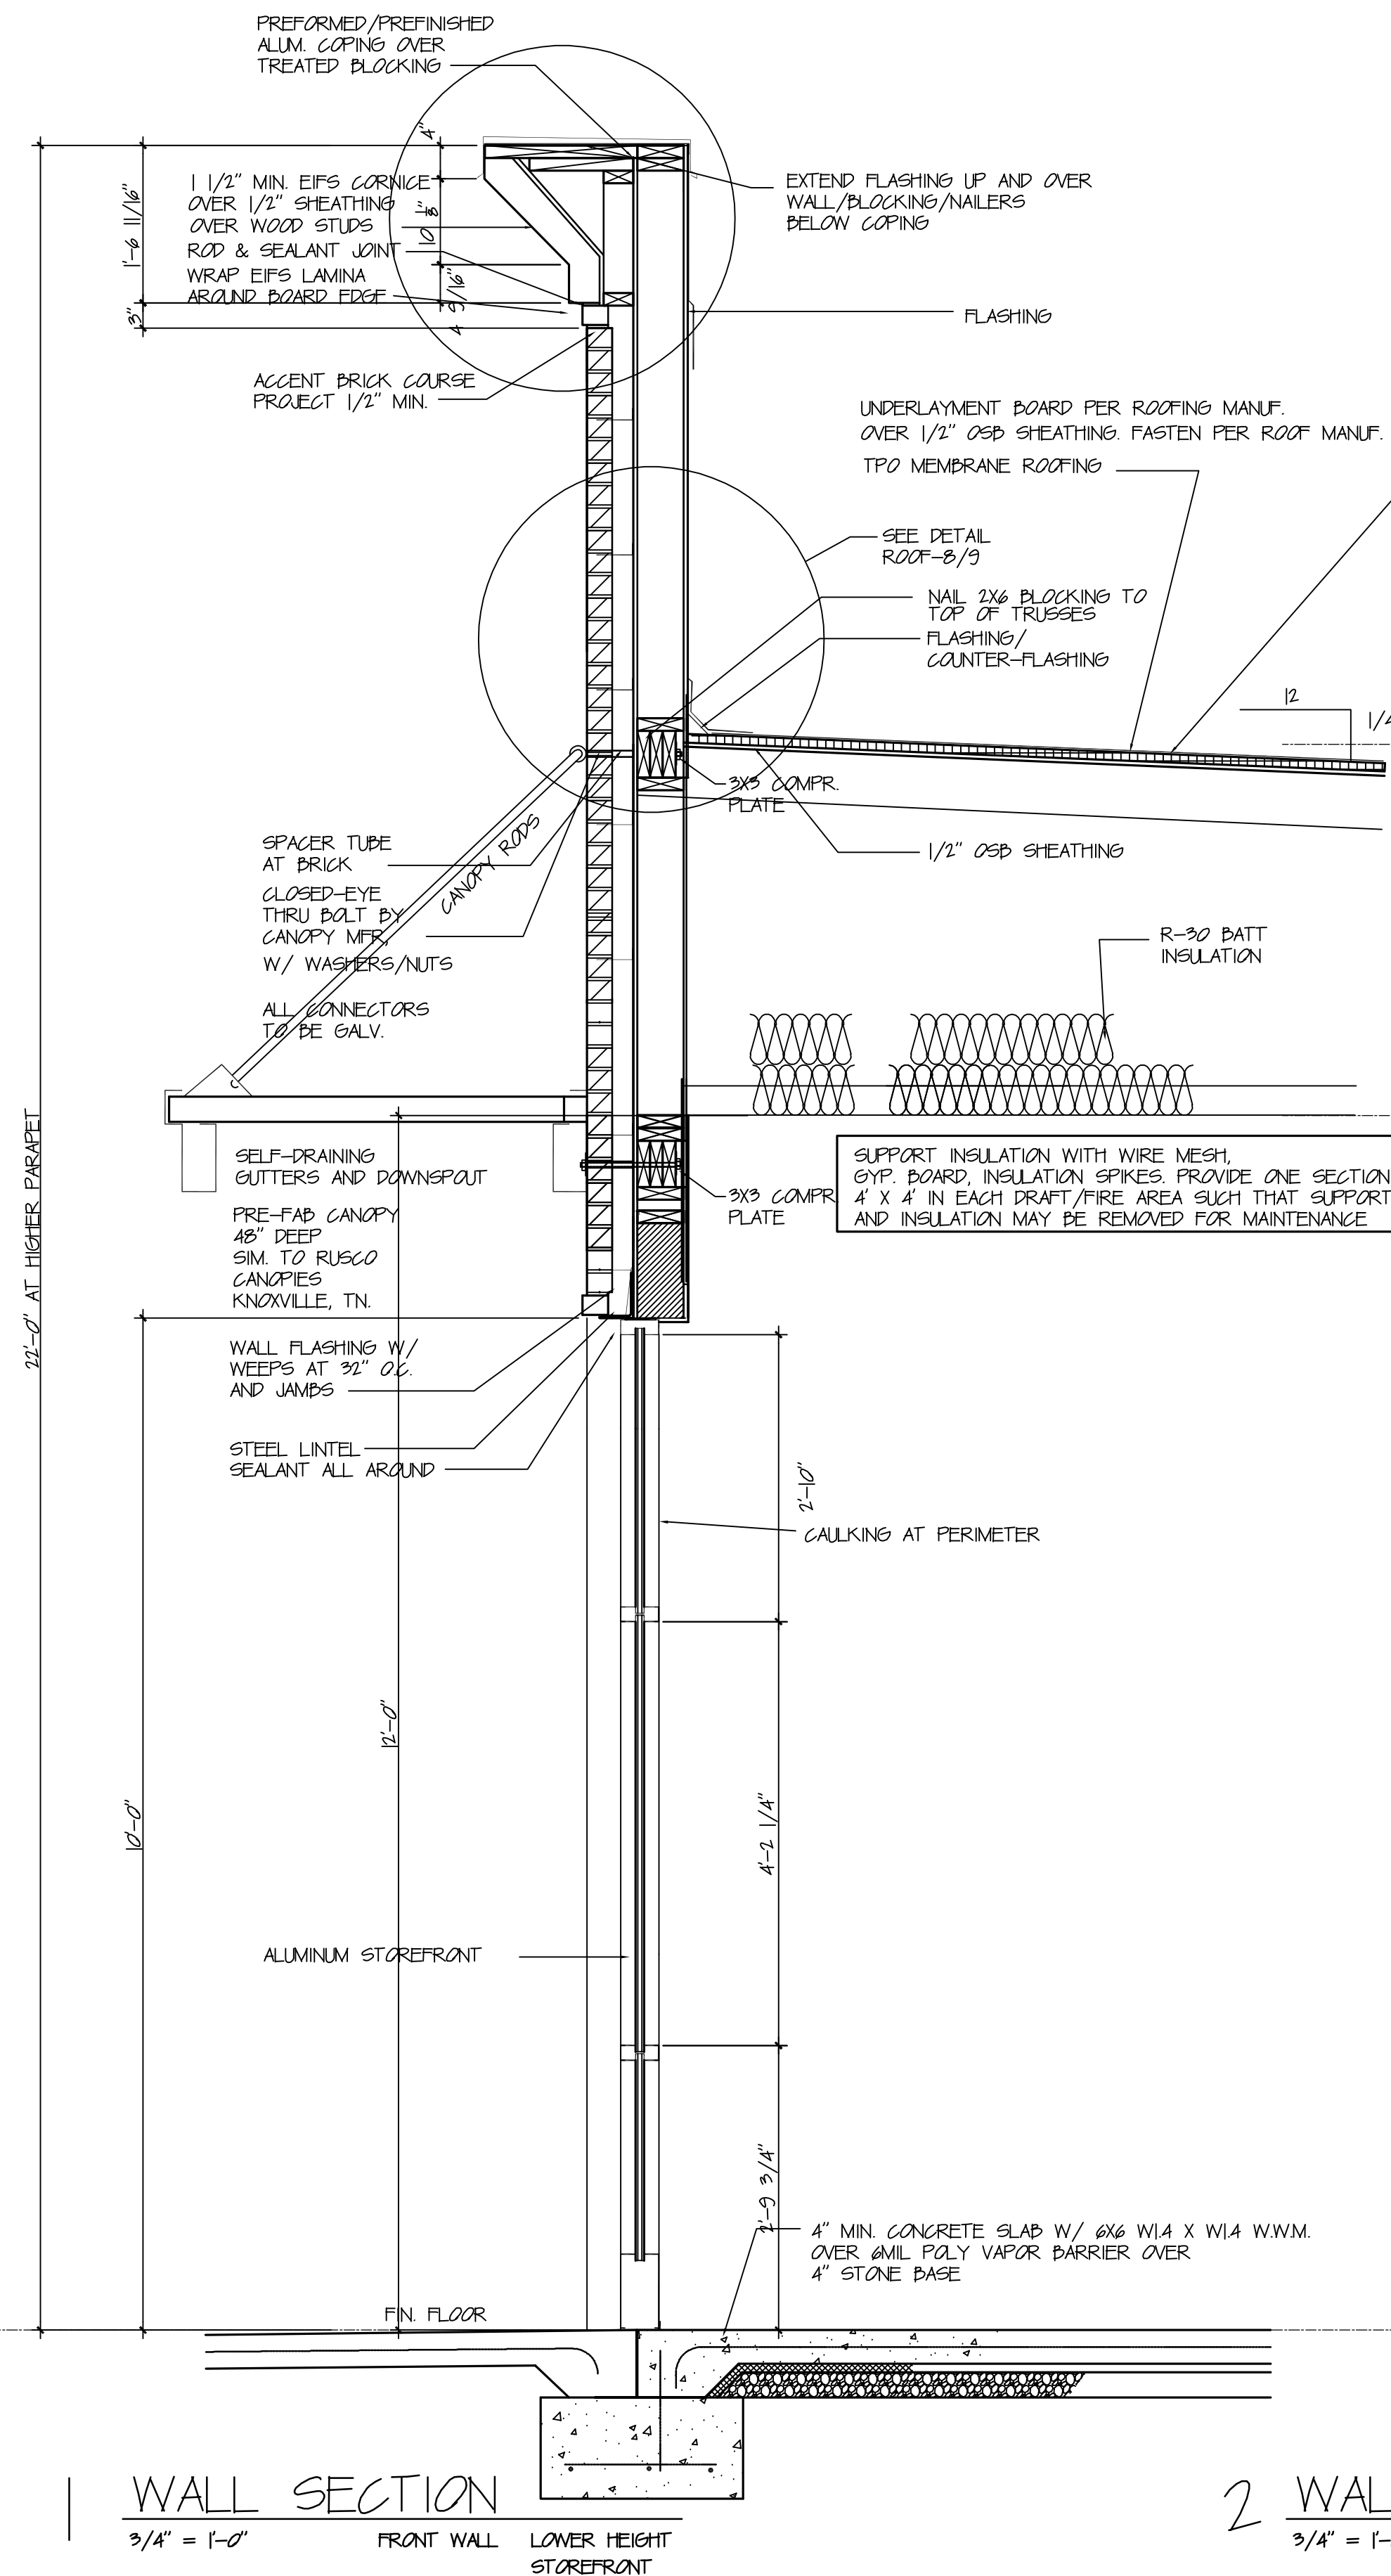 PREFORMED/PREFINISHED
ALUM. COPING OVER
TREATED BLOCKING
4"
1 1/2" MIN. EIFS CORNICE
OVER 1/2" SHEATHING
OVER WOOD STUDS
ROD & SEALANT JOINT
WRAP EIFS LAMINA
AROUND BOARD EDGE
1'-6 11/16"
10 1/8"
4 5/16"
3"
EXTEND FLASHING UP AND OVER
WALL/BLOCKING/NAILERS
BELOW COPING
FLASHING
ACCENT BRICK COURSE
PROJECT 1/2" MIN.
UNDERLAYMENT BOARD PER ROOFING MANUF.
OVER 1/2" OSB SHEATHING. FASTEN PER ROOF MANUF.
TPO MEMBRANE ROOFING
SEE DETAIL
ROOF-8/9
NAIL 2X6 BLOCKING TO
TOP OF TRUSSES
FLASHING/
COUNTER-FLASHING
12
1/4
3X3 COMPR.
PLATE
1/2" OSB SHEATHING
SPACER TUBE
AT BRICK
CANOPY RODS
CLOSED-EYE
THRU BOLT BY
CANOPY MFR,
W/ WASHERS/NUTS
ALL CONNECTORS
TO BE GALV.
R-30 BATT
INSULATION
22'-0" AT HIGHER PARAPET
SELF-DRAINING
GUTTERS AND DOWNSPOUT
PRE-FAB CANOPY
48" DEEP
SIM. TO RUSCO
CANOPIES
KNOXVILLE, TN.
3X3 COMPR
PLATE
SUPPORT INSULATION WITH WIRE MESH,
GYP. BOARD, INSULATION SPIKES. PROVIDE ONE SECTION
4' X 4' IN EACH DRAFT/FIRE AREA SUCH THAT SUPPORT
AND INSULATION MAY BE REMOVED FOR MAINTENANCE
WALL FLASHING W/
WEEPS AT 32" O.C.
AND JAMBS
STEEL LINTEL
SEALANT ALL AROUND
2'-10"
CAULKING AT PERIMETER
12'-0"
10'-0"
4'-2 1/4"
ALUMINUM STOREFRONT
2'-9 3/4"
4" MIN. CONCRETE SLAB W/ 6X6 W1.4 X W1.4 W.W.M.
OVER 6MIL POLY VAPOR BARRIER OVER
4" STONE BASE
FIN. FLOOR
1 WALL SECTION
3/4" = 1'-0" FRONT WALL LOWER HEIGHT
STOREFRONT
2 WAL
3/4" = 1'-